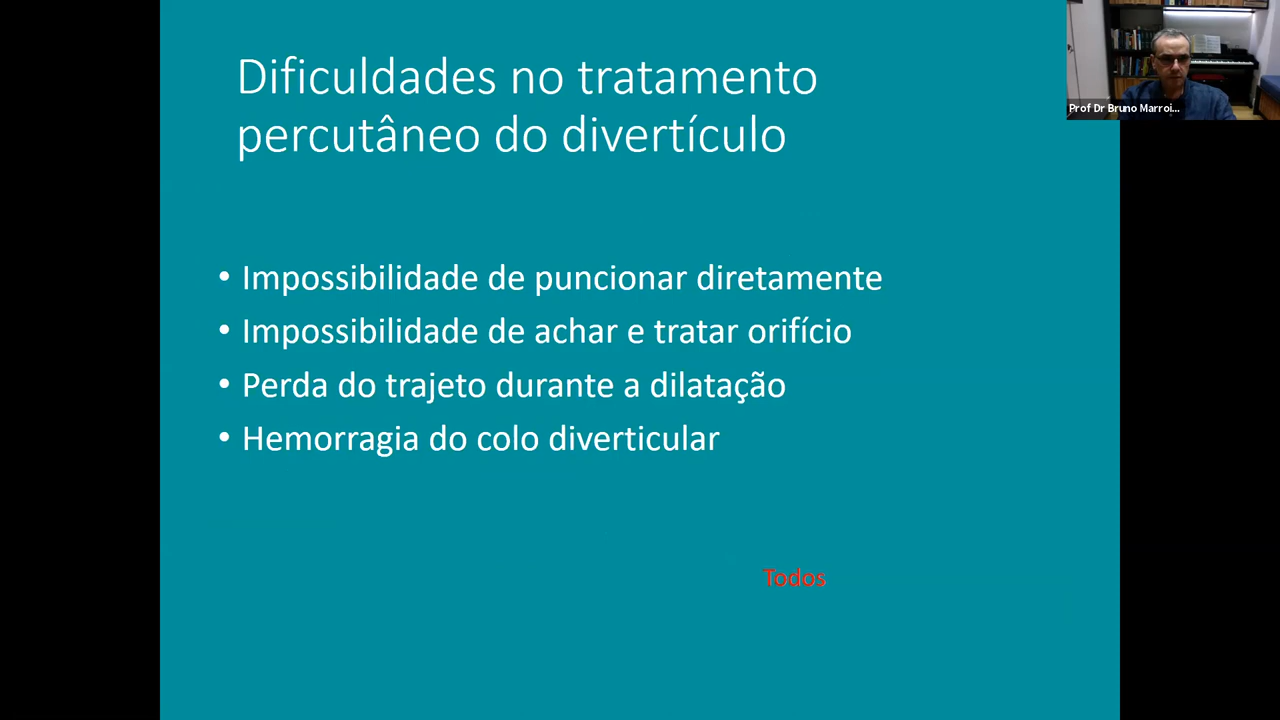 Dificuldades no tratamento
percutâneo do divertículo
Prof Dr Bruno Marroi...
• Impossibilidade de puncionar diretamente
• Impossibilidade de achar e tratar orifício
• Perda do trajeto durante a dilatação
• Hemorragia do colo diverticular
Todos